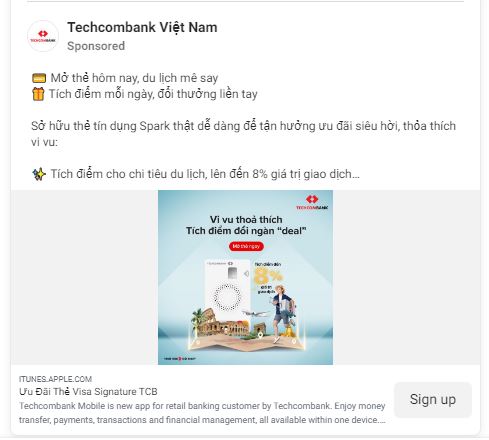 Techcombank Việt Nam
Sponsored
Mở thẻ hôm nay, du lịch mê say
Tích điểm mỗi ngày, đổi thưởng liền tay
Sở hữu thẻ tín dụng Spark thật dễ dàng để tận hưởng ưu đãi siêu hời, thỏa thích
vi vu:
Tích điểm cho chi tiêu du lịch, lên đến 8% giá trị giao dịch...
TECHCOMBANK
Vi vu thoả thích
Tích điểm đổi ngàn “deal”
Mở thẻ ngay
TECHCOMBANK
Tích điểm đến
8%
giá trị
giao dịch
ITUNES.APPLE.COM
Ưu Đãi Thẻ Visa Signature TCB
Techcombank Mobile is new app for retail banking customer by Techcombank. Enjoy money
transfer, payments, transactions and financial management, all available within one device....
Sign up